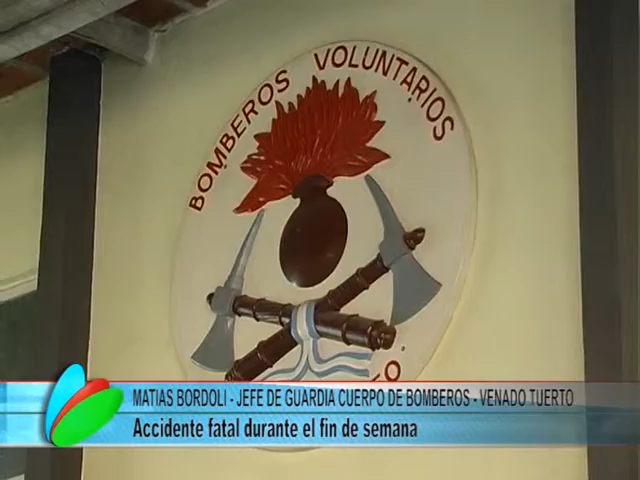 BOMBEROS VOLUNTARIOS
MATIAS BORDOLI - JEFE DE GUARDIA CUERPO DE BOMBEROS - VENADO TUERTO
Accidente fatal durante el fin de semana